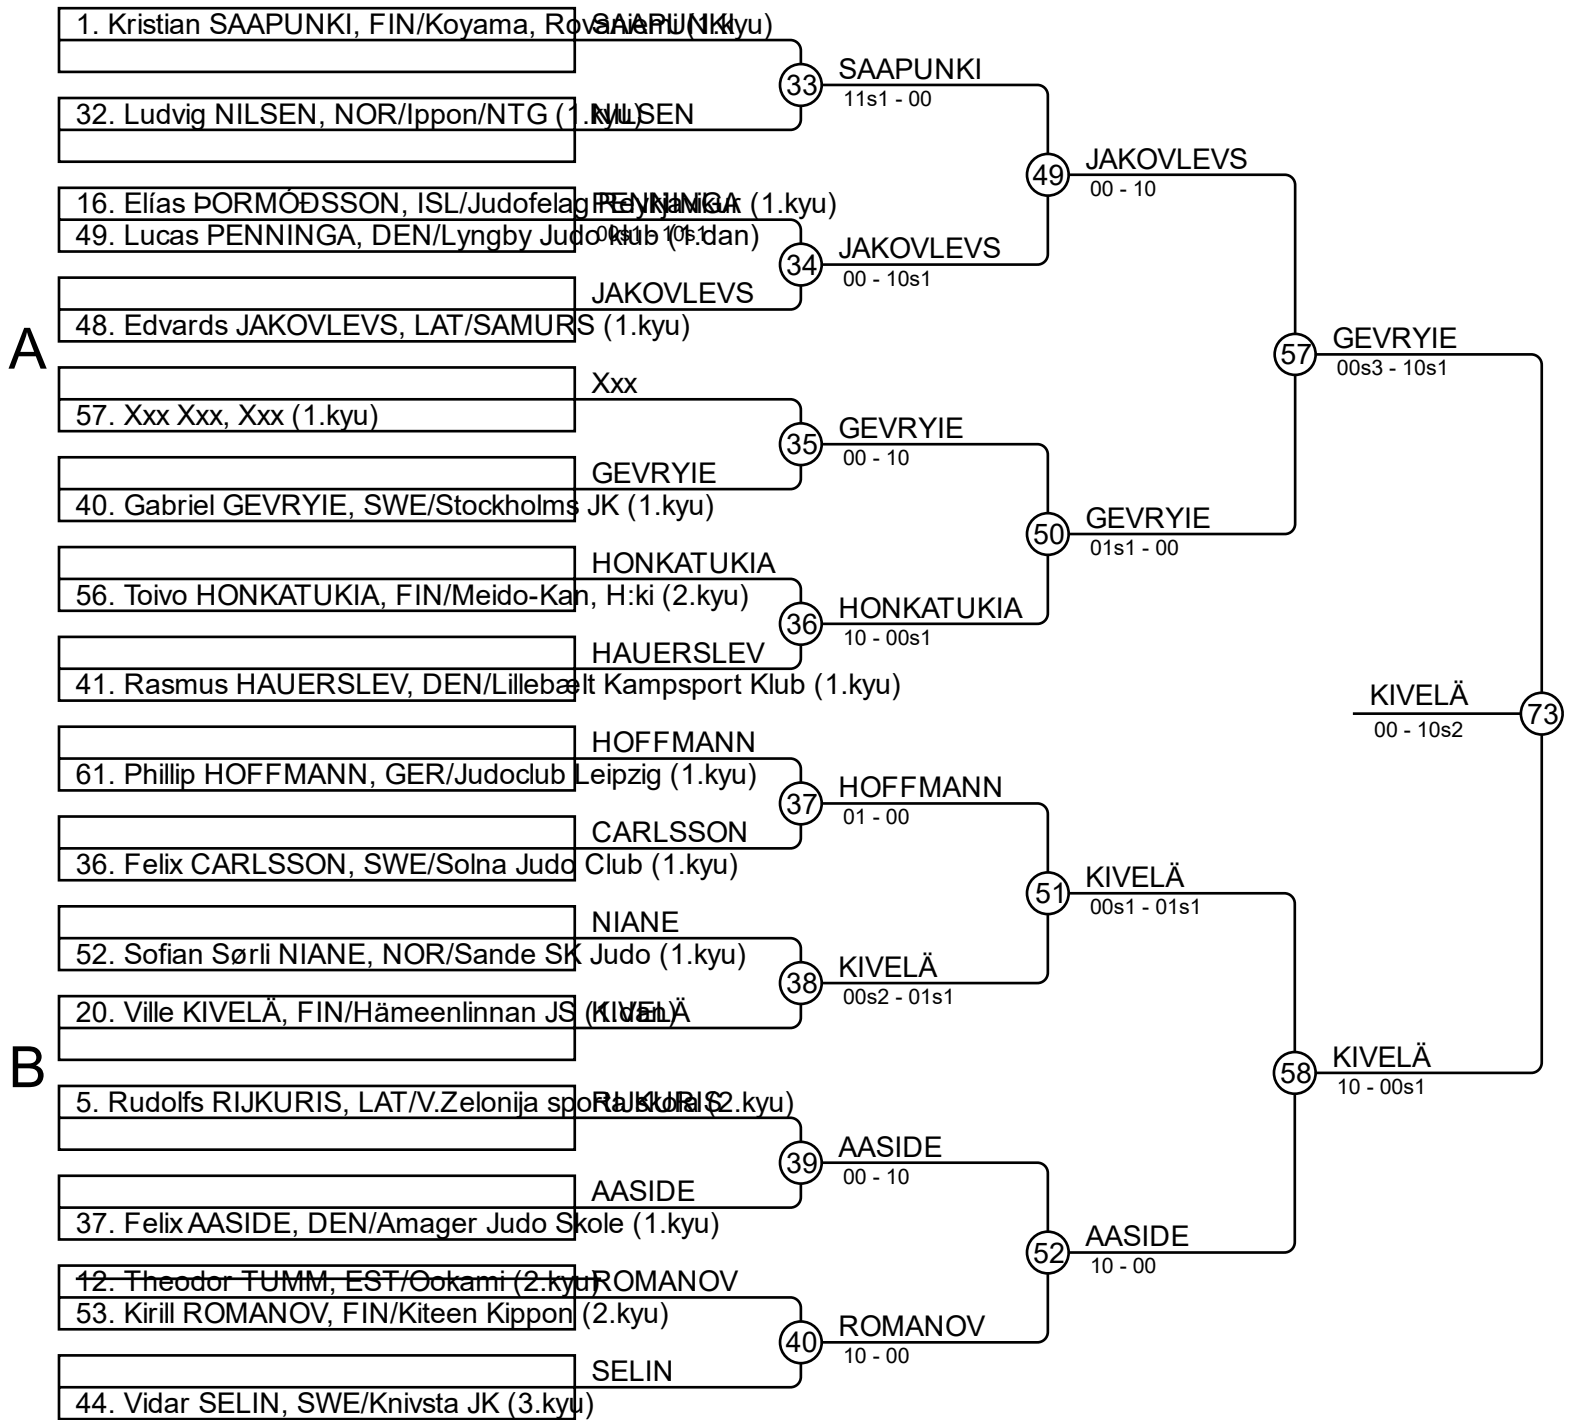 1. Kristian SAAPUNKI, FIN/Koyama, Rovaniemi (1.kyu)
SAAPUNKI
33
SAAPUNKI
11s1 - 00
32. Ludvig NILSEN, NOR/Ippon/NTG (1.kyu)
NILSEN
49
JAKOVLEVS
00 - 10
16. Elías ÞORMÓÐSSON, ISL/Judofelag Reykjavikur (1.kyu)
PENNINGA
00s1 - 10s1
49. Lucas PENNINGA, DEN/Lyngby Judo klub (1.dan)
34
JAKOVLEVS
00 - 10s1
JAKOVLEVS
48. Edvards JAKOVLEVS, LAT/SAMURS (1.kyu)
A
57
GEVRYIE
00s3 - 10s1
Xxx
57. Xxx Xxx, Xxx (1.kyu)
35
GEVRYIE
00 - 10
GEVRYIE
40. Gabriel GEVRYIE, SWE/Stockholms JK (1.kyu)
50
GEVRYIE
01s1 - 00
HONKATUKIA
56. Toivo HONKATUKIA, FIN/Meido-Kan, H:ki (2.kyu)
36
HONKATUKIA
10 - 00s1
HAUERSLEV
41. Rasmus HAUERSLEV, DEN/Lillebælt Kampsport Klub (1.kyu)
KIVELÄ
00 - 10s2
73
HOFFMANN
61. Phillip HOFFMANN, GER/Judoclub Leipzig (1.kyu)
37
HOFFMANN
01 - 00
CARLSSON
36. Felix CARLSSON, SWE/Solna Judo Club (1.kyu)
51
KIVELÄ
00s1 - 01s1
NIANE
52. Sofian Sørli NIANE, NOR/Sande SK Judo (1.kyu)
38
KIVELÄ
00s2 - 01s1
20. Ville KIVELÄ, FIN/Hämeenlinnan JS (1.dan)
KIVELÄ
B
58
KIVELÄ
10 - 00s1
5. Rudolfs RIJKURIS, LAT/V.Zelonija sporta skola (2.kyu)
RIJKURIS
39
AASIDE
00 - 10
AASIDE
37. Felix AASIDE, DEN/Amager Judo Skole (1.kyu)
52
AASIDE
10 - 00
12. Theodor TUMM, EST/Ookami (2.kyu)
ROMANOV
53. Kirill ROMANOV, FIN/Kiteen Kippon (2.kyu)
40
ROMANOV
10 - 00
SELIN
44. Vidar SELIN, SWE/Knivsta JK (3.kyu)